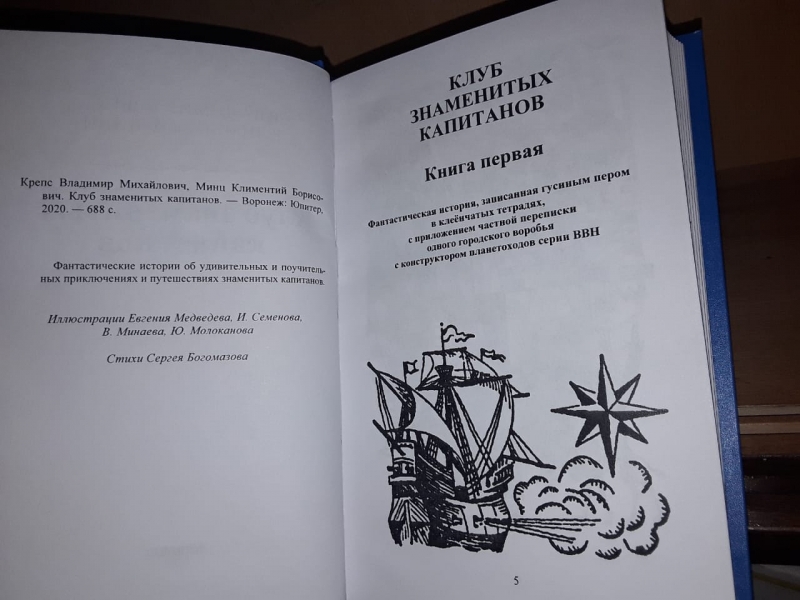 Крепс Владимир Михайлович, Минц Климентий Борисо-
вич. Клуб знаменитых капитанов. — Воронеж: Юпитер,
2020. — 688 с.
Фантастические истории об удивительных и поучитель-
ных приключениях и путешествиях знаменитых капитанов.
Иллюстрации Евгения Медведева, И. Семенова,
В. Минаева, Ю. Молоканова
Стихи Сергея Богомазова
КЛУБ
ЗНАМЕНИТЫХ
КАПИТАНОВ
Книга первая
Фантастическая история, записанная гусиным пером
в клеёнчатых тетрадях,
с приложением частной переписки
одного городского воробья
с конструктором планетоходов серии ВВН
5